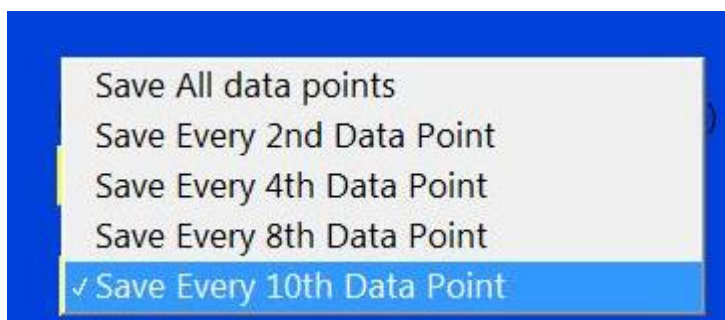 Save All data points
Save Every 2nd Data Point
Save Every 4th Data Point
Save Every 8th Data Point
✓ Save Every 10th Data Point